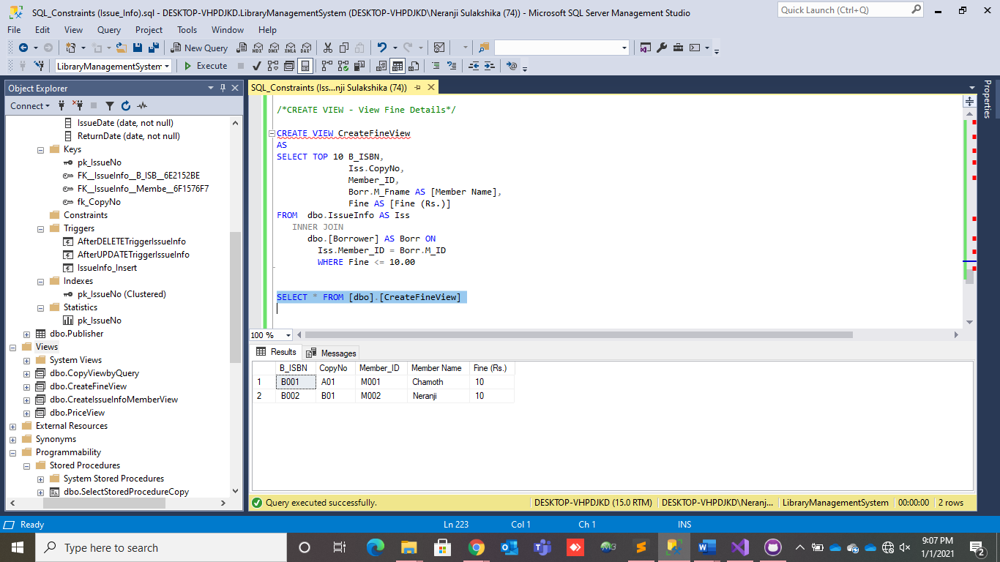 SQL_Constraints (Issue_Info).sql - DESKTOP-VHPDJKD.LibraryManagementSystem (DESKTOP-VHPDJKD\Neranji Sulakshika (74)) - Microsoft SQL Server Management Studio
Quick Launch (Ctrl+Q)
File Edit View Query Project Tools Window Help
New Query MDX DMX XMLA DAX
LibraryManagementSystem Execute
Object Explorer
SQL_Constraints (Iss...nji Sulakshika (74))
Properties
Connect
IssueDate (date, not null)
ReturnDate (date, not null)
Keys
pk_IssueNo
FK__IssueInfo__B_ISB__6E2152BE
FK__IssueInfo__Membe__6F1576F7
fk_CopyNo
Constraints
Triggers
AfterDELETETriggerIssueInfo
AfterUPDATETriggerIssueInfo
IssueInfo_Insert
Indexes
pk_IssueNo (Clustered)
Statistics
pk_IssueNo
dbo.Publisher
Views
System Views
dbo.CopyViewbyQuery
dbo.CreateFineView
dbo.CreateIssueInfoMemberView
dbo.PriceView
External Resources
Synonyms
Programmability
Stored Procedures
System Stored Procedures
dbo.SelectStoredProcedureCopy
/*CREATE VIEW - View Fine Details*/
CREATE VIEW CreateFineView
AS
SELECT TOP 10 B_ISBN,
Iss.CopyNo,
Member_ID,
Borr.M_Fname AS [Member Name],
Fine AS [Fine (Rs.)]
FROM dbo.IssueInfo AS Iss
INNER JOIN
dbo.[Borrower] AS Borr ON
Iss.Member_ID = Borr.M_ID
WHERE Fine <= 10.00
SELECT * FROM [dbo].[CreateFineView]
100 %
Results Messages
B_ISBN CopyNo Member_ID Member Name Fine (Rs.)
1 B001 A01 M001 Chamoth 10
2 B002 B01 M002 Neranji 10
Query executed successfully. DESKTOP-VHPDJKD (15.0 RTM) DESKTOP-VHPDJKD\Neranj... LibraryManagementSystem 00:00:00 2 rows
Ready Ln 223 Col 1 Ch 1 INS
Type here to search
9:07 PM
1/1/2021
2